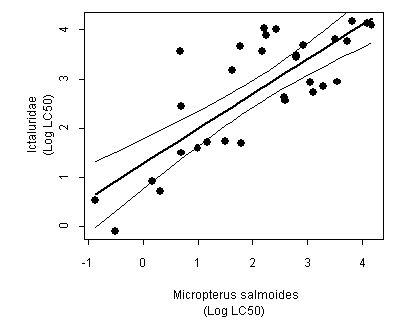 4
3
2
1
0
Ictaluridae
(Log LC50)
-1 0 1 2 3 4
Micropterus salmoides
(Log LC50)